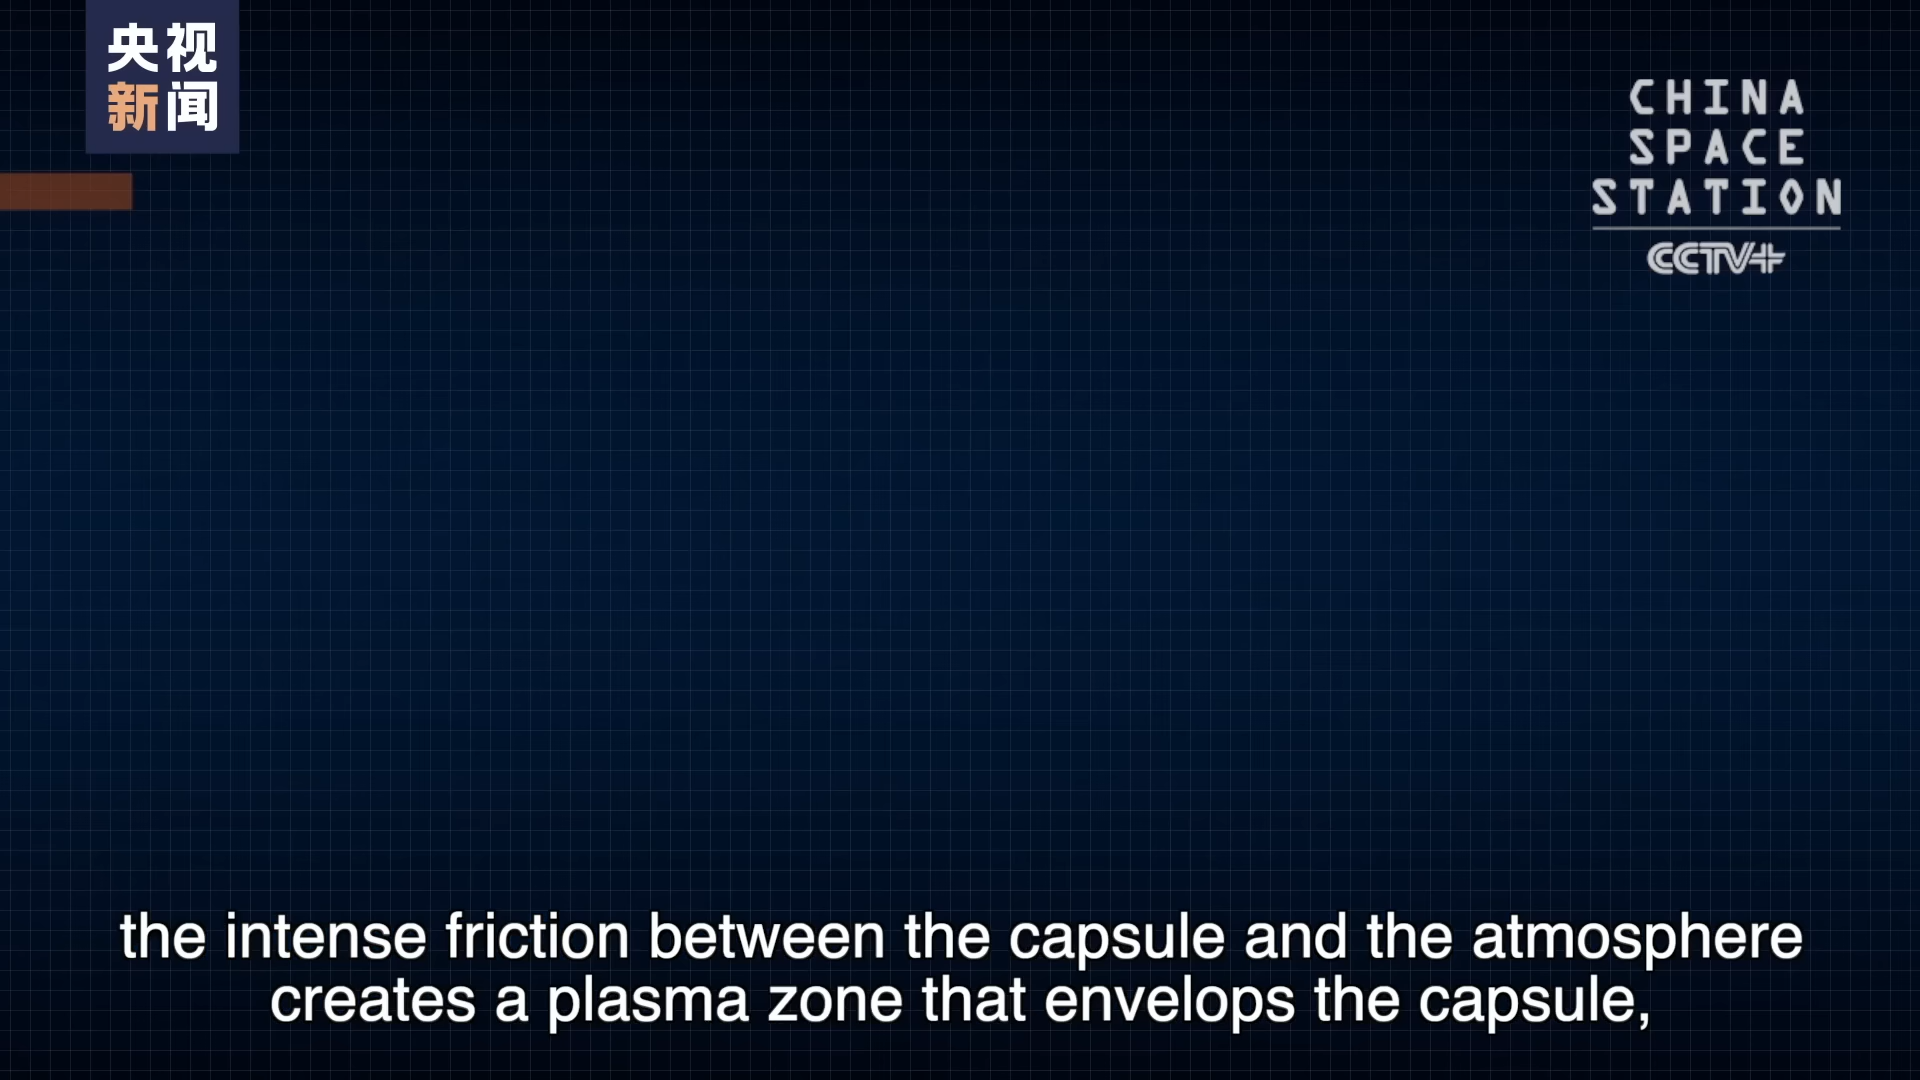 央视
新闻
CHINA
SPACE
STATION
CCTV+
the intense friction between the capsule and the atmosphere
creates a plasma zone that envelops the capsule,